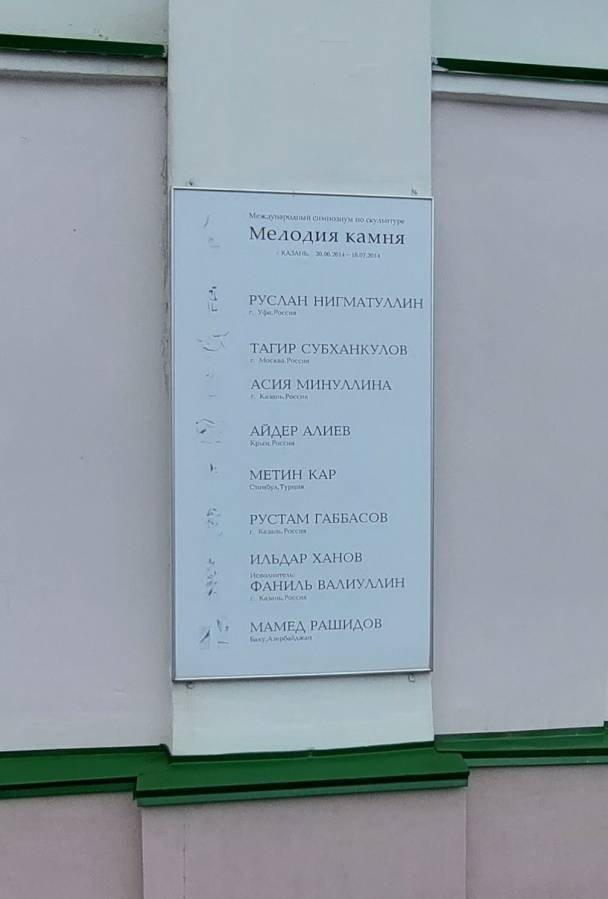 Международный симпозиум по скульптуре
Мелодия камня
г. КАЗАНЬ, 20.06.2014 – 18.07.2014
РУСЛАН НИГМАТУЛЛИН
г. Уфа, Россия
ТАГИР СУБХАНКУЛОВ
г. Москва, Россия
АСИЯ МИНУЛЛИНА
г. Казань, Россия
АЙДЕР АЛИЕВ
Крым, Россия
МЕТИН КАР
Стамбул, Турция
РУСТАМ ГАББАСОВ
г. Казань, Россия
ИЛЬДАР ХАНОВ
Исполнитель:
ФАНИЛЬ ВАЛИУЛЛИН
г. Казань, Россия
МАМЕД РАШИДОВ
Баку, Азербайджан